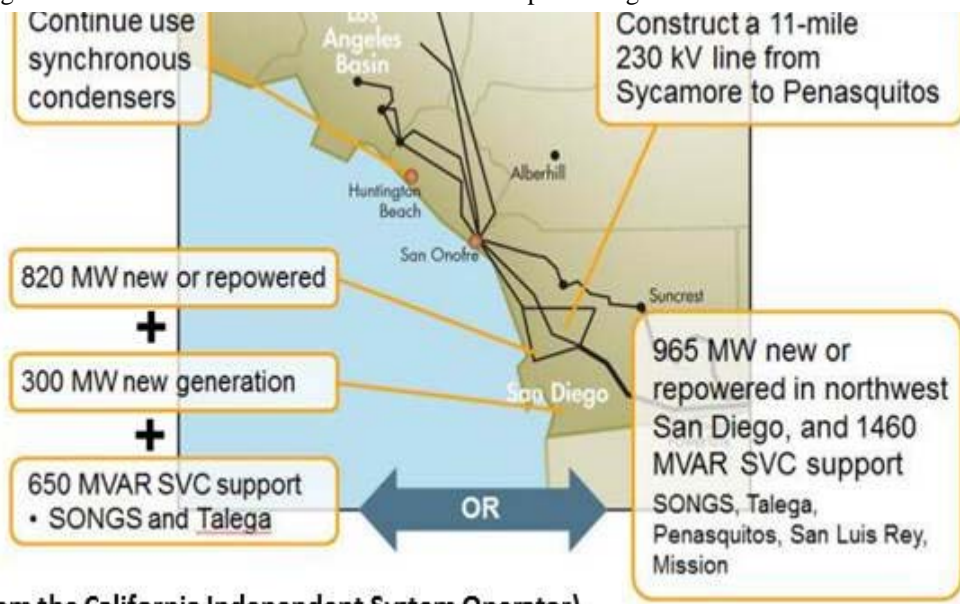 Continue use
synchronous
condensers
Los
Angeles
Basin
Construct a 11-mile
230 kV line from
Sycamore to Penasquitos
Alberhill
Huntington
Beach
San Onofre
820 MW new or repowered
Suncrest
+
300 MW new generation
San Diego
+
650 MVAR SVC support
• SONGS and Talega
OR
965 MW new or
repowered in northwest
San Diego, and 1460
MVAR SVC support
SONGS, Talega,
Penasquitos, San Luis Rey,
Mission
the California Independent System Operator)